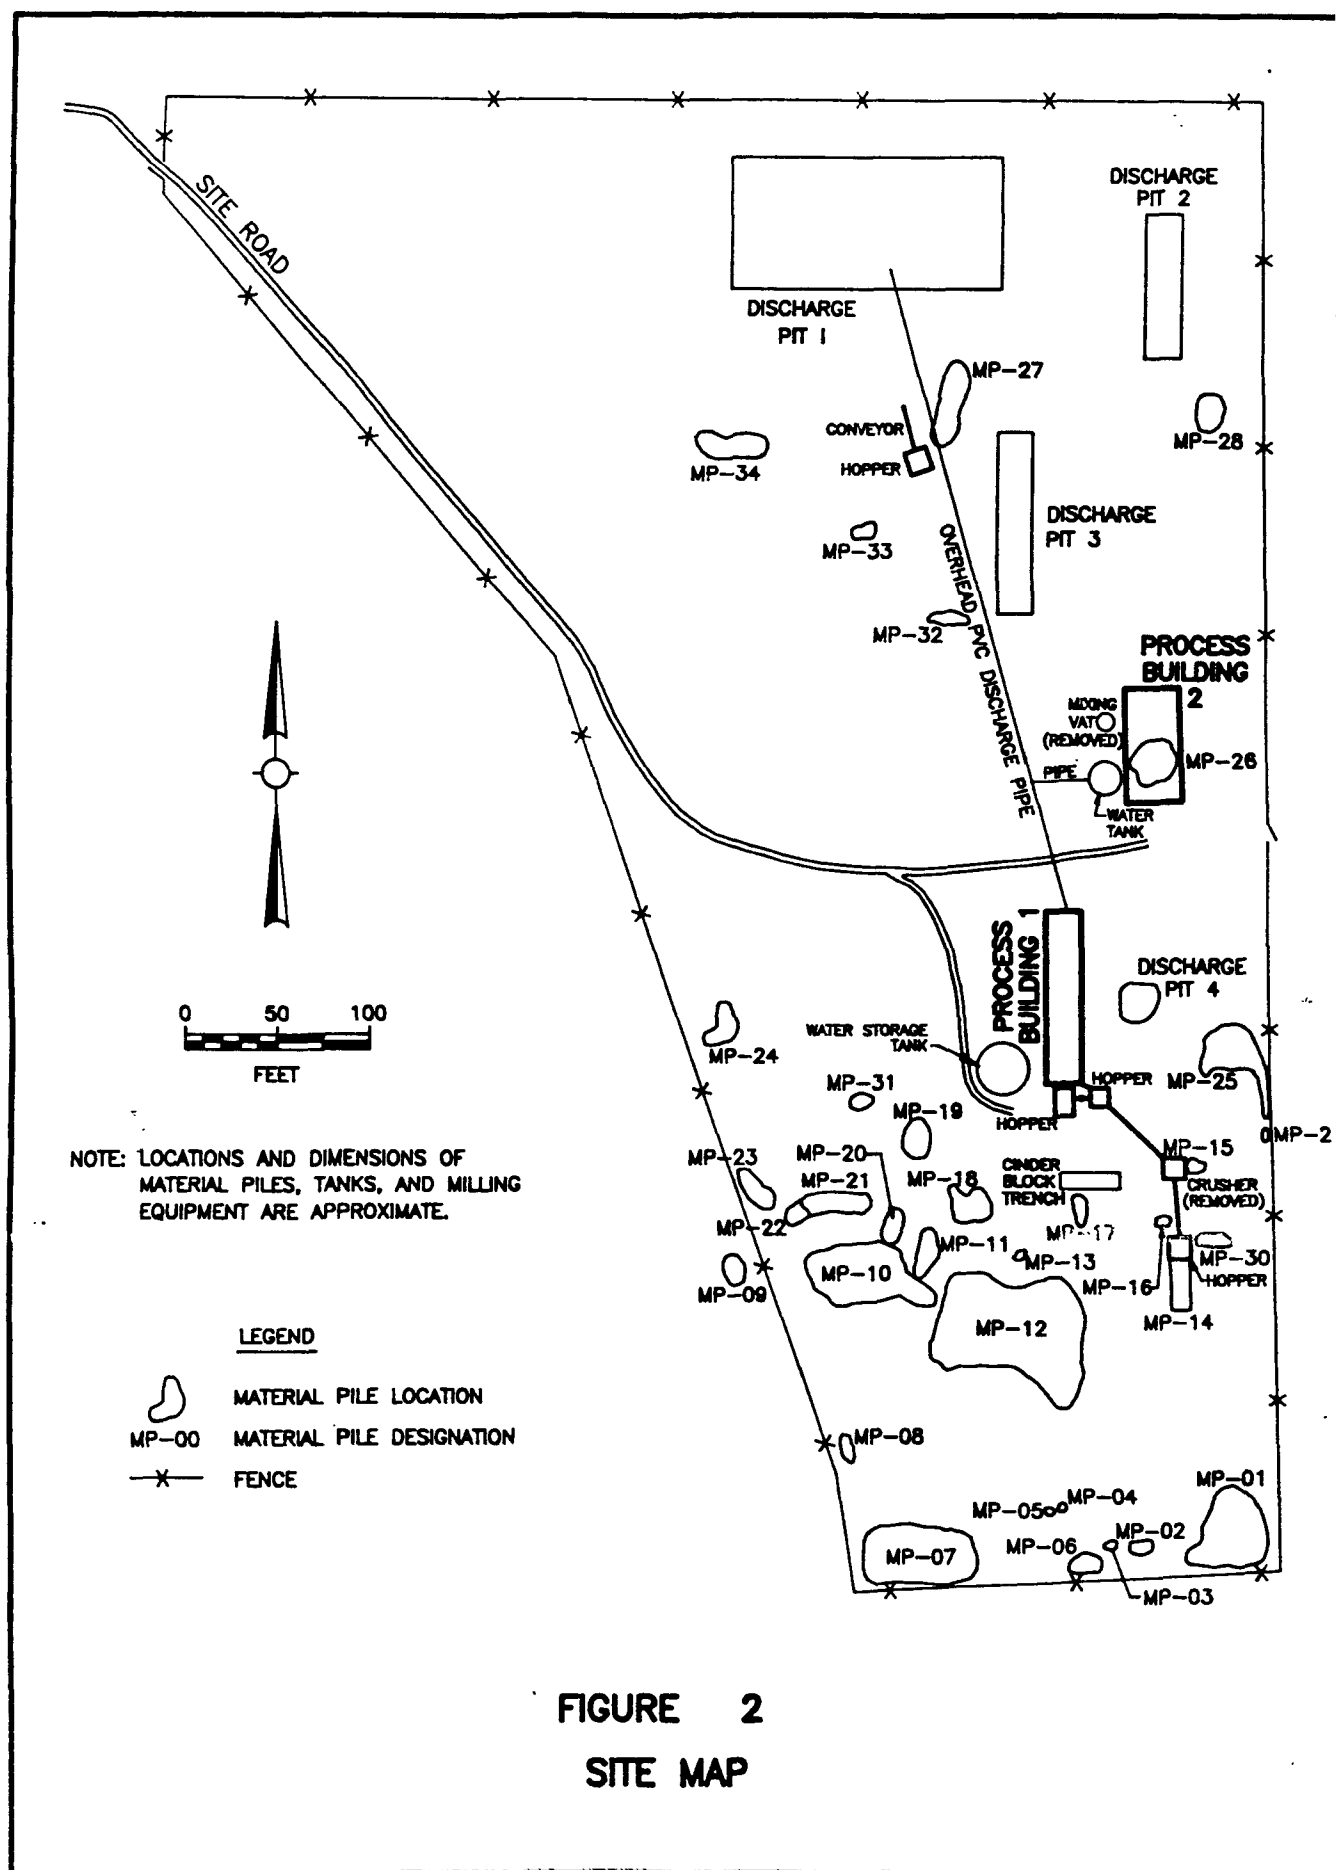 SITE ROAD
DISCHARGE
PIT 2
DISCHARGE
PIT 1
MP-27
CONVEYOR
HOPPER
MP-28
MP-34
DISCHARGE
PIT 3
MP-33
OVERHEAD PVC DISCHARGE PIPE
MP-32
PROCESS
BUILDING
2
MIXING
VAT
(REMOVED)
MP-26
PIPE
WATER
TANK
PROCESS
BUILDING 1
DISCHARGE
PIT 4
0 50 100
FEET
WATER STORAGE
TANK
MP-24
MP-31
HOPPER
MP-25
MP-19
HOPPER
MP-2
NOTE: LOCATIONS AND DIMENSIONS OF
MATERIAL PILES, TANKS, AND MILLING
EQUIPMENT ARE APPROXIMATE.
MP-23
MP-20
MP-21
MP-18
CINDER
BLOCK
TRENCH
MP-15
CRUSHER
(REMOVED)
MP-22
MP-17
MP-11
MP-13
MP-30
MP-10
MP-16
HOPPER
MP-09
MP-14
MP-12
LEGEND
MATERIAL PILE LOCATION
MP-00 MATERIAL PILE DESIGNATION
FENCE
MP-08
MP-01
MP-04
MP-05
MP-02
MP-06
MP-07
MP-03
FIGURE 2
SITE MAP